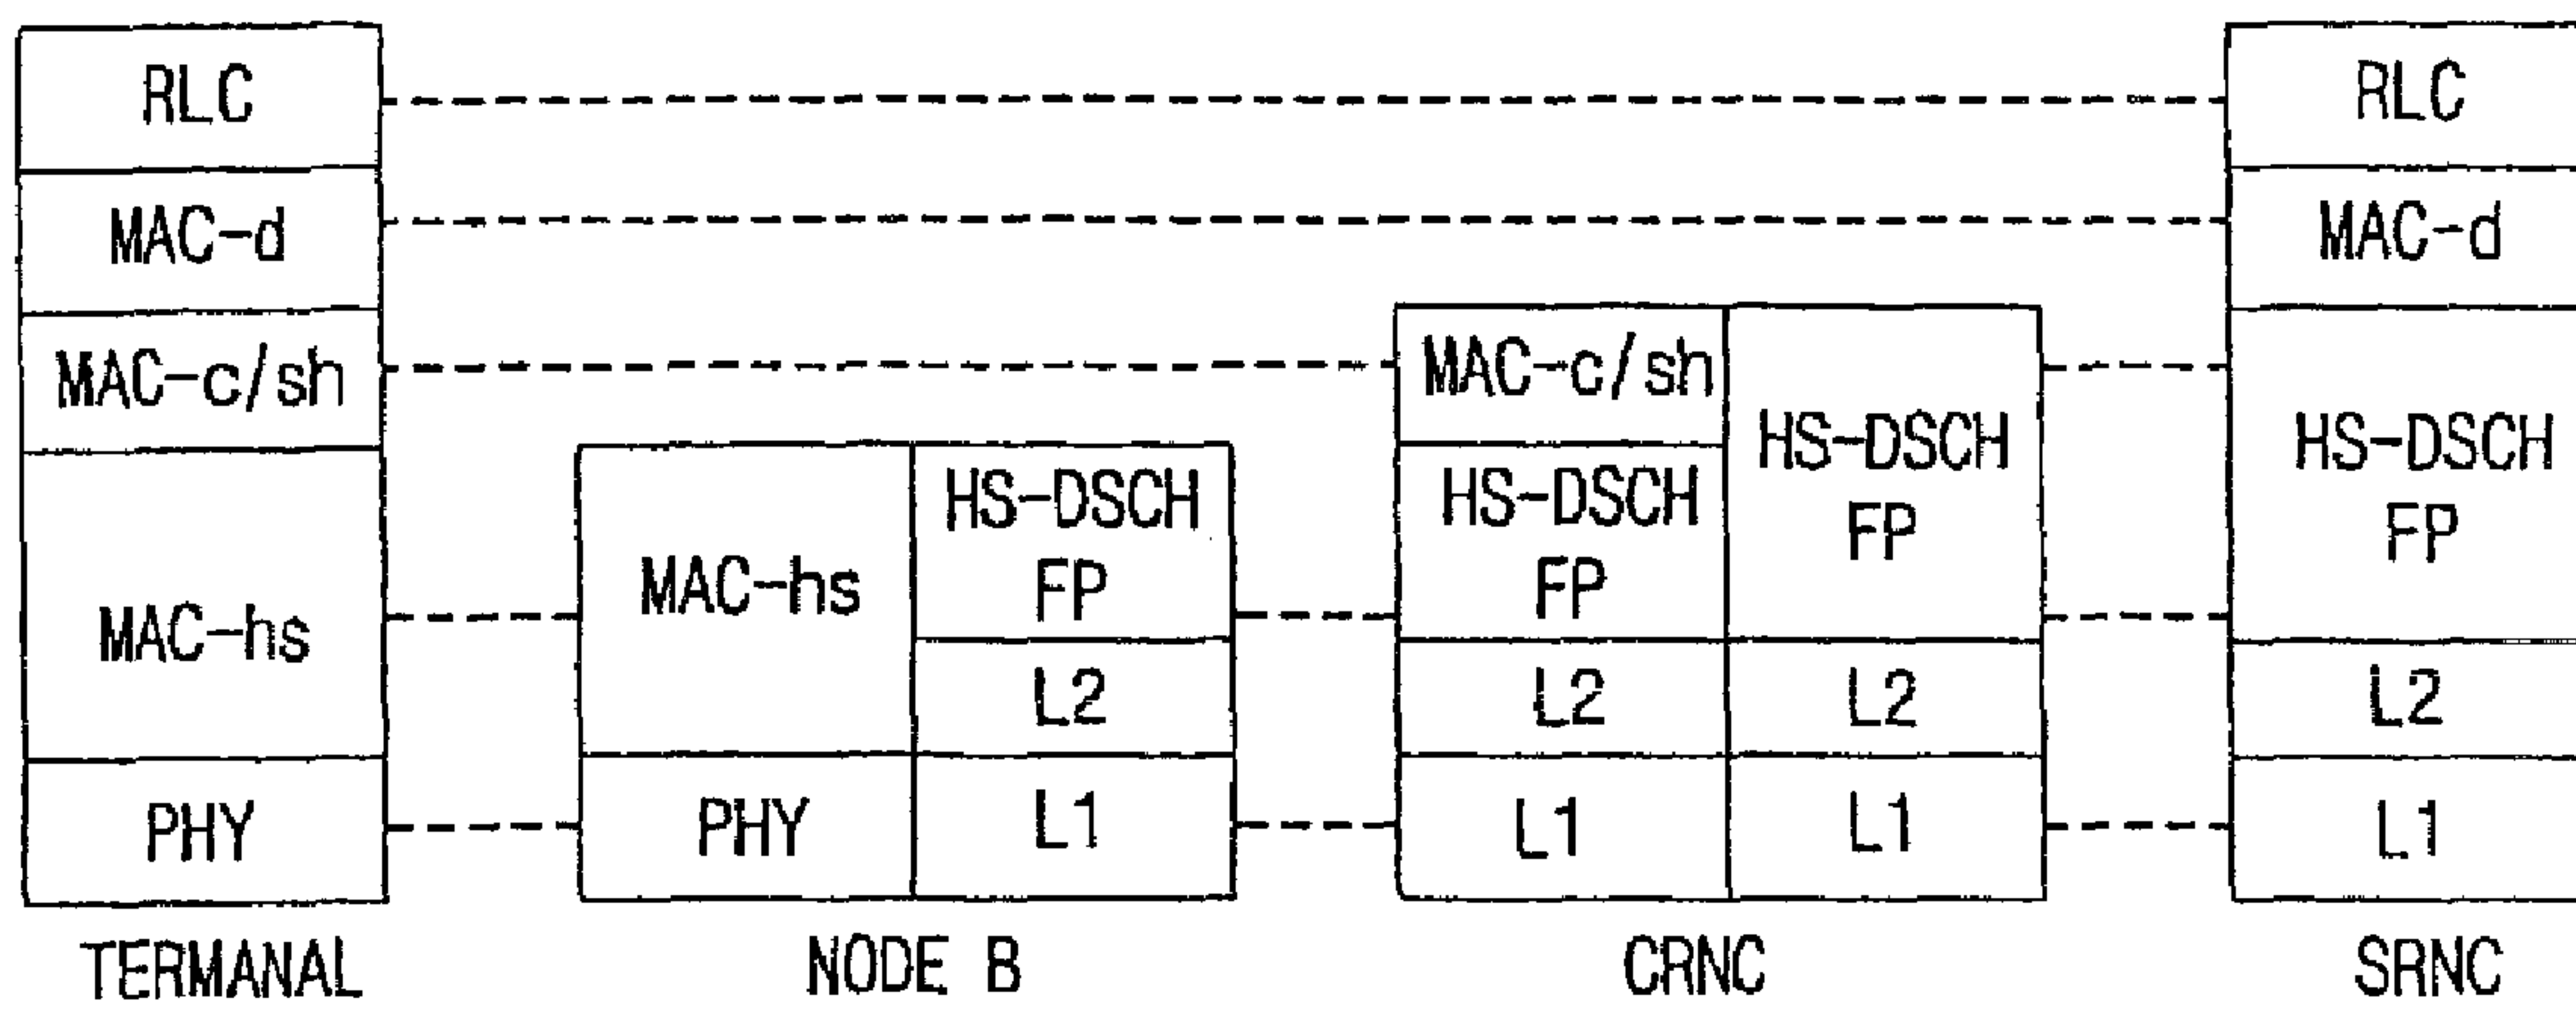 RLC
MAC-d
MAC-c/sh
MAC-hs
PHY
TERMANAL
MAC-hs
PHY
HS-DSCH
FP
L2
L1
NODE B
MAC-c/sh
HS-DSCH
FP
L2
L1
HS-DSCH
FP
L2
L1
CRNC
RLC
MAC-d
HS-DSCH
FP
L2
L1
SRNC